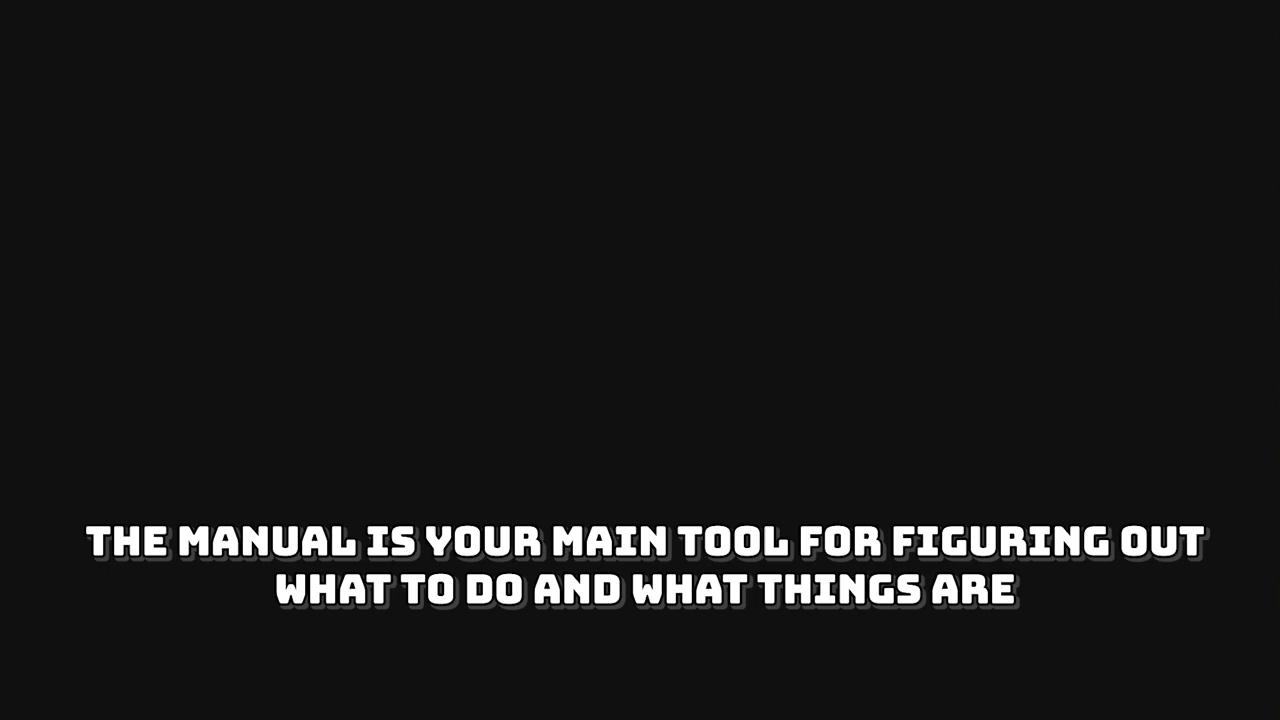 THE MANUAL IS YOUR MAIN TOOL FOR FIGURING OUT
WHAT TO DO AND WHAT THINGS ARE